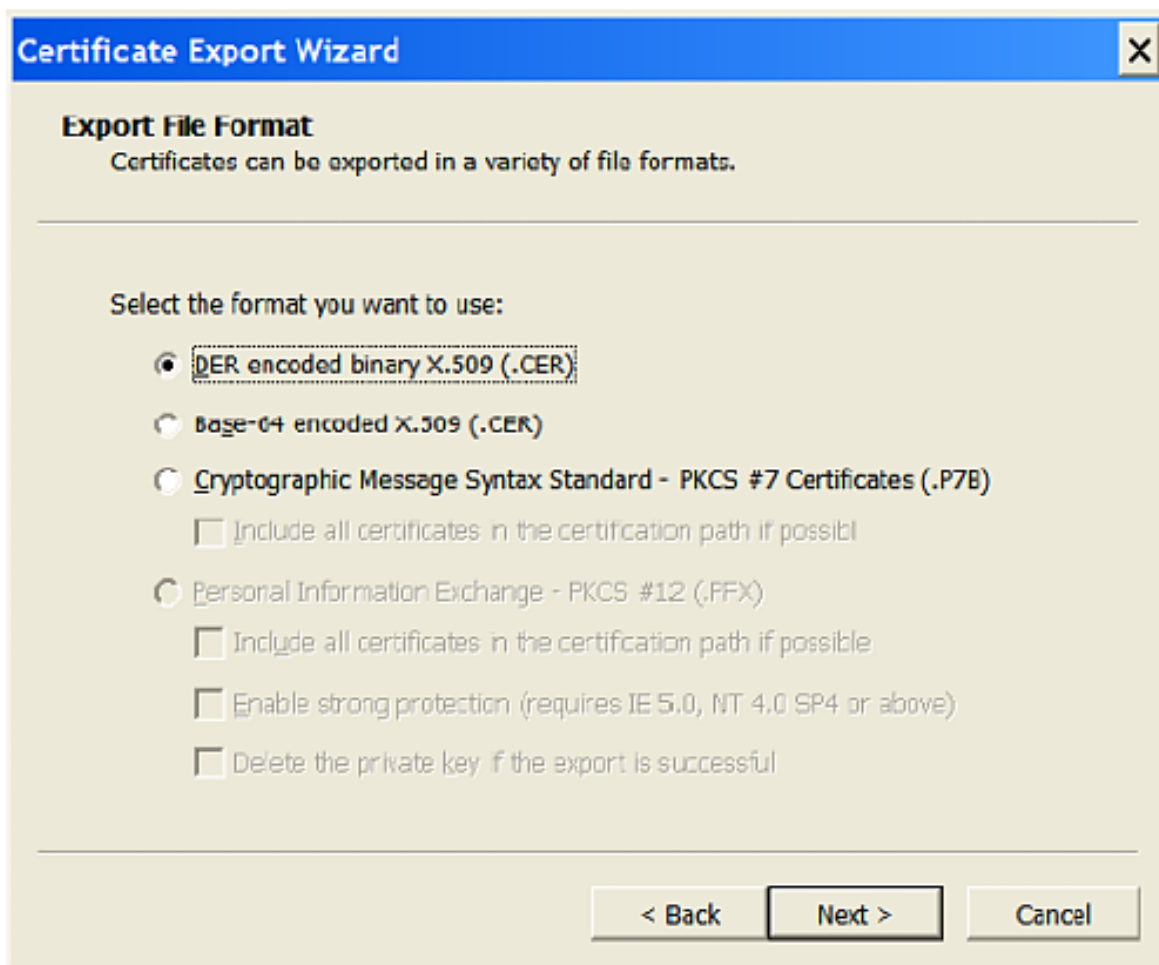 Certificate Export Wizard
Export File Format
Certificates can be exported in a variety of file formats.
Select the format you want to use:
DER encoded binary X.509 (.CER)
Base-64 encoded X.509 (.CER)
Cryptographic Message Syntax Standard - PKCS #7 Certificates (.P7B)
Include all certificates in the certification path if possibl
Personal Information Exchange - PKCS #12 (.PFX)
Include all certificates in the certification path if possible
Enable strong protection (requires IE 5.0, NT 4.0 SP4 or above)
Delete the private key if the export is successful
< Back Next > Cancel